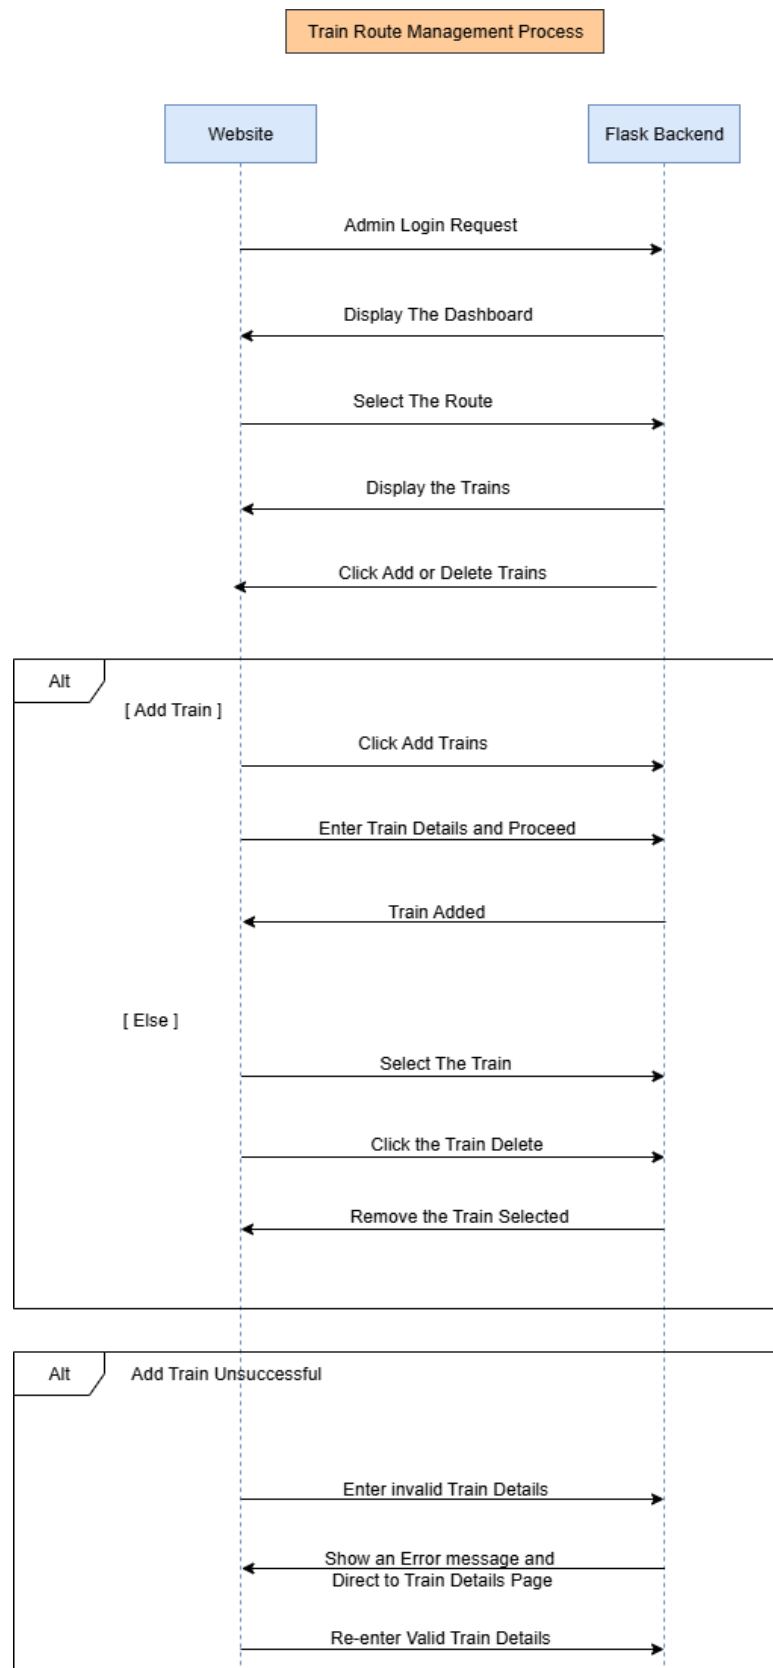 Train Route Management Process
Website
Flask Backend
Admin Login Request
Display The Dashboard
Select The Route
Display the Trains
Click Add or Delete Trains
Alt
[ Add Train ]
Click Add Trains
Enter Train Details and Proceed
Train Added
[ Else ]
Select The Train
Click the Train Delete
Remove the Train Selected
Alt
Add Train Unsuccessful
Enter invalid Train Details
Show an Error message and
Direct to Train Details Page
Re-enter Valid Train Details